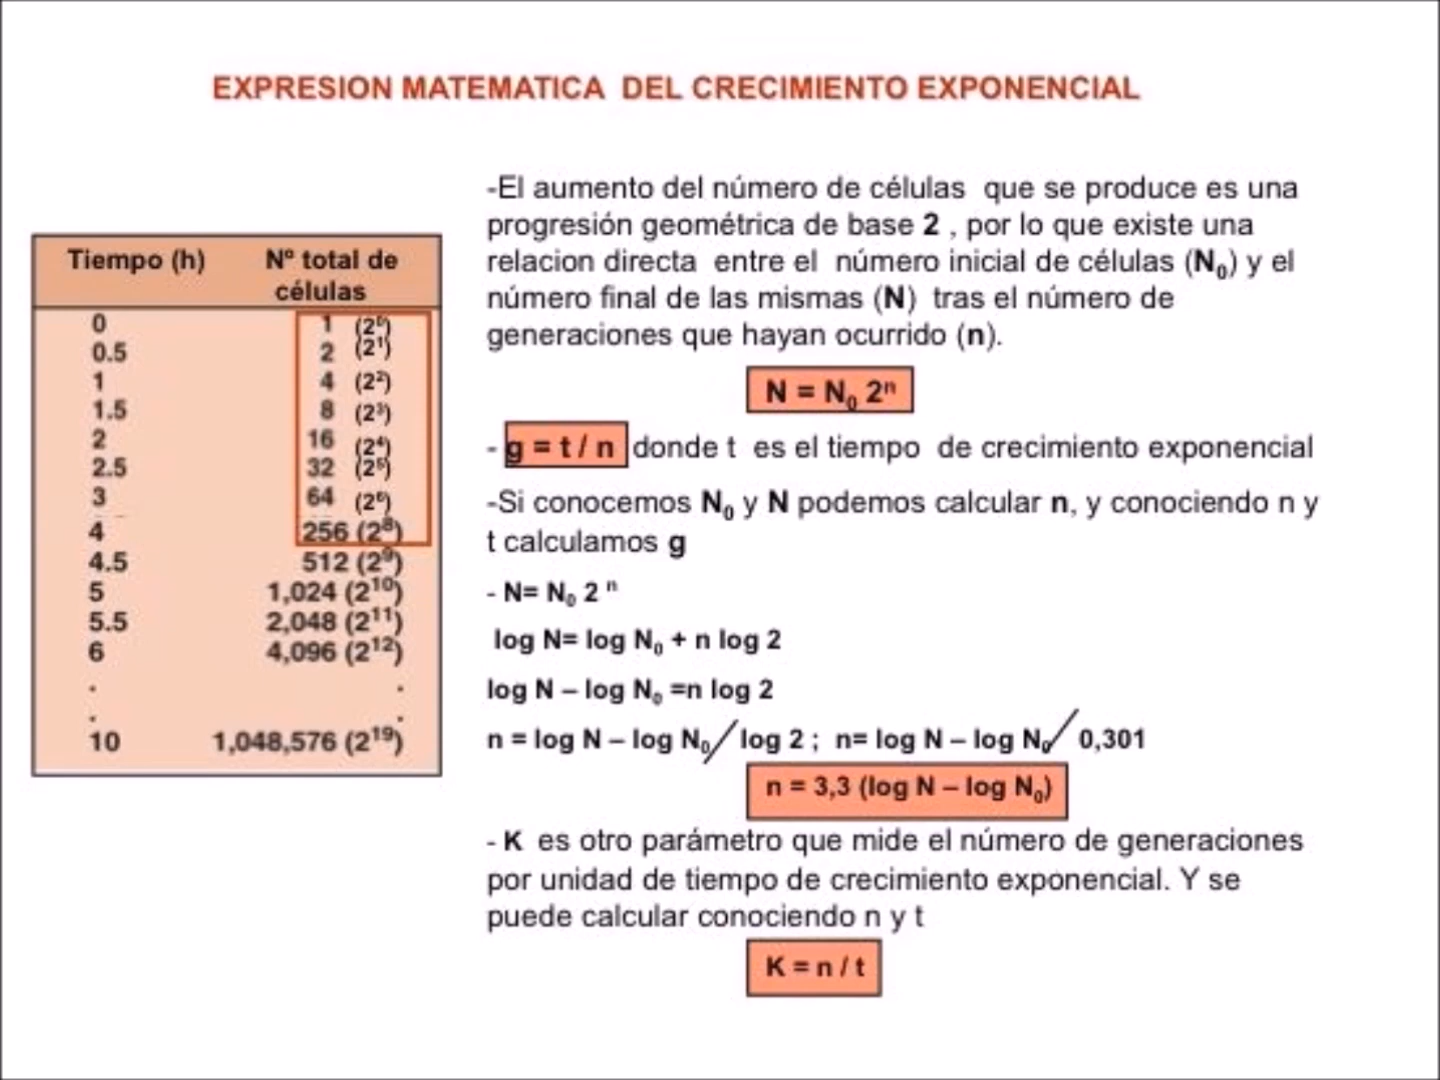 EXPRESION MATEMATICA DEL CRECIMIENTO EXPONENCIAL
Tiempo (h) Nº total de
células
0 1 (2⁰)
0.5 2 (2¹)
1 4 (2²)
1.5 8 (2³)
2 16 (2⁴)
2.5 32 (2⁵)
3 64 (2⁶)
4 256 (2⁸)
4.5 512 (2⁹)
5 1,024 (2¹⁰)
5.5 2,048 (2¹¹)
6 4,096 (2¹²)
. .
. .
10 1,048,576 (2¹⁹)
-El aumento del número de células que se produce es una
progresión geométrica de base 2 , por lo que existe una
relacion directa entre el número inicial de células (N₀) y el
número final de las mismas (N) tras el número de
generaciones que hayan ocurrido (n).
N = N₀ 2ⁿ
- g = t / n donde t es el tiempo de crecimiento exponencial
-Si conocemos N₀ y N podemos calcular n, y conociendo n y
t calculamos g
- N= N₀ 2 ⁿ
log N= log N₀ + n log 2
log N – log N₀ =n log 2
n = log N – log N₀ / log 2 ; n= log N – log N₀ / 0,301
n = 3,3 (log N – log N₀)
- K es otro parámetro que mide el número de generaciones
por unidad de tiempo de crecimiento exponencial. Y se
puede calcular conociendo n y t
K = n / t